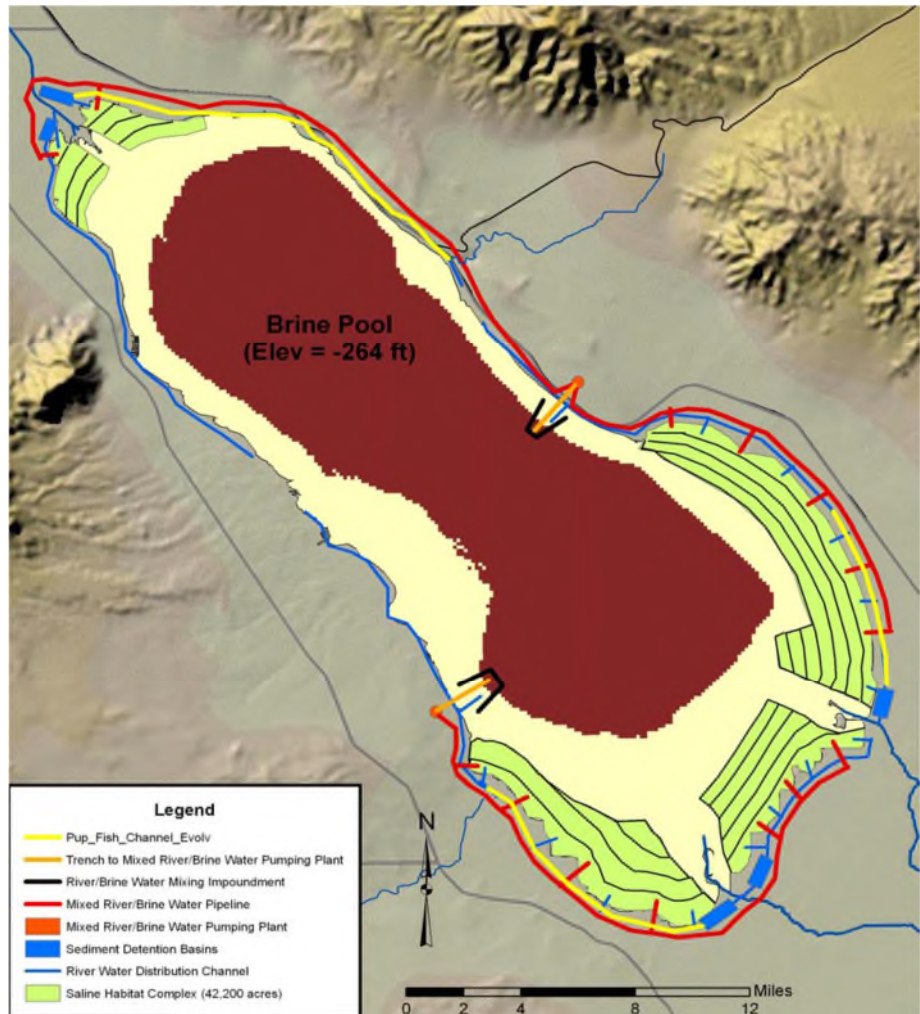 Brine Pool
(Elev = -264 ft)
Legend
Pup_Fish_Channel_Evolv
Trench to Mixed River/Brine Water Pumping Plant
River/Brine Water Mixing Impoundment
Mixed River/Brine Water Pipeline
Mixed River/Brine Water Pumping Plant
Sediment Detention Basins
River Water Distribution Channel
Saline Habitat Complex (42,200 acres)
N
Miles
0 2 4 8 12